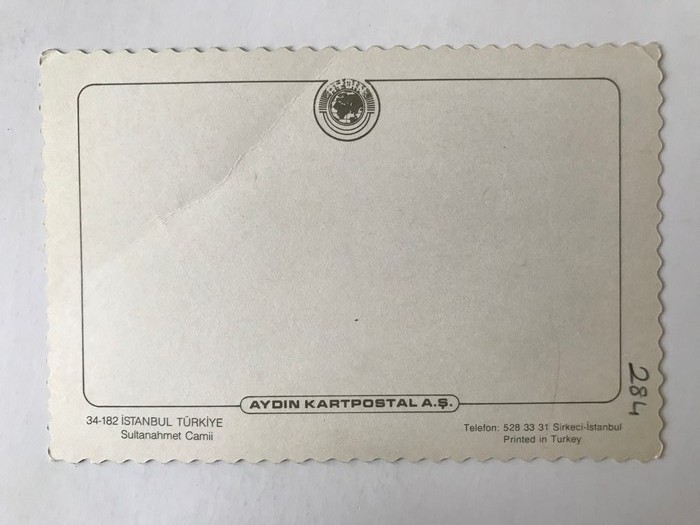 AYDIN
AYDIN KARTPOSTAL A.Ş.
34-182 İSTANBUL TÜRKİYE
Sultanahmet Camii
Telefon: 528 33 31 Sirkeci-İstanbul
Printed in Turkey
284